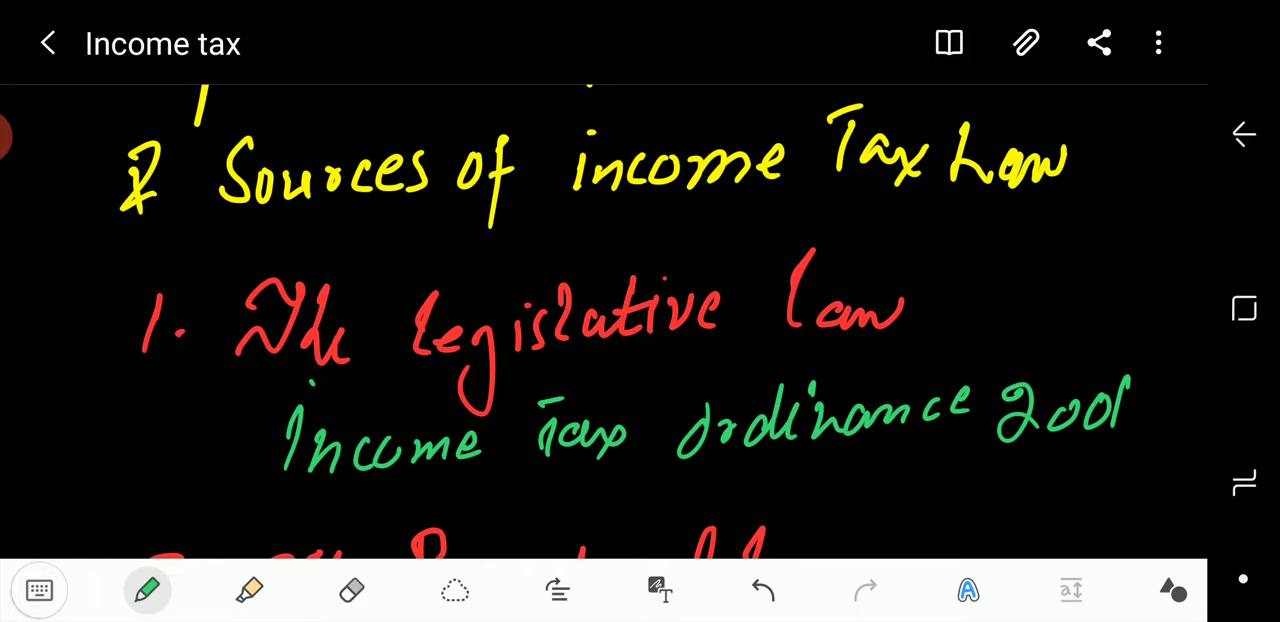 Income tax
Sources of income Tax Law
1. The legislative law
Income Tax ordinance 2001